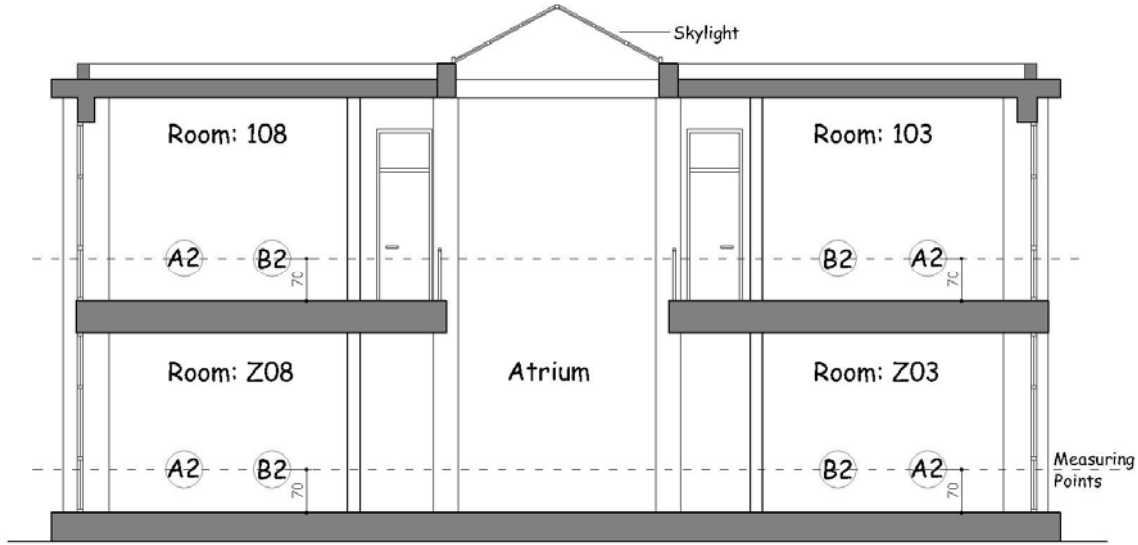 Skylight
Room: 108
Room: 103
A2
B2
B2
A2
70
70
Room: Z08
Atrium
Room: Z03
A2
B2
B2
A2
Measuring
Points
70
70